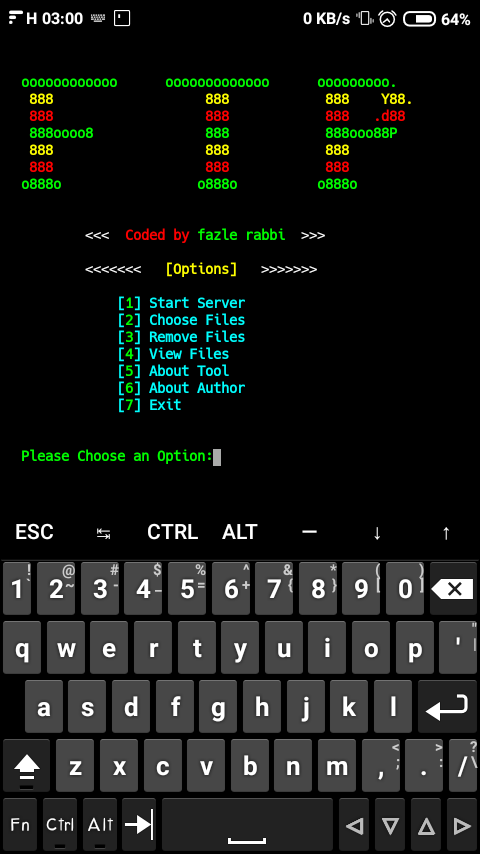 H 03:00 0 KB/s 64%
oooooooooooo ooooooooooooo ooooooooo.
888 888 888 Y88.
888 888 888 .d88
888oooo8 888 888ooo88P
888 888 888
888 888 888
o888o o888o o888o
<<< Coded by fazle rabbi >>>
<<<<<<< [Options] >>>>>>>
[1] Start Server
[2] Choose Files
[3] Remove Files
[4] View Files
[5] About Tool
[6] About Author
[7] Exit
Please Choose an Option:
ESC ↹ CTRL ALT — ↓ ↑
! @ # $ % ^ & * ( )
1 2 3 4 5 6 7 8 9 0
~ - _ = + { } [ ]
q w e r t y u i o p ' " |
a s d f g h j k l
z x c v b n m , < ; . > : / ? \
Fn Ctrl Alt